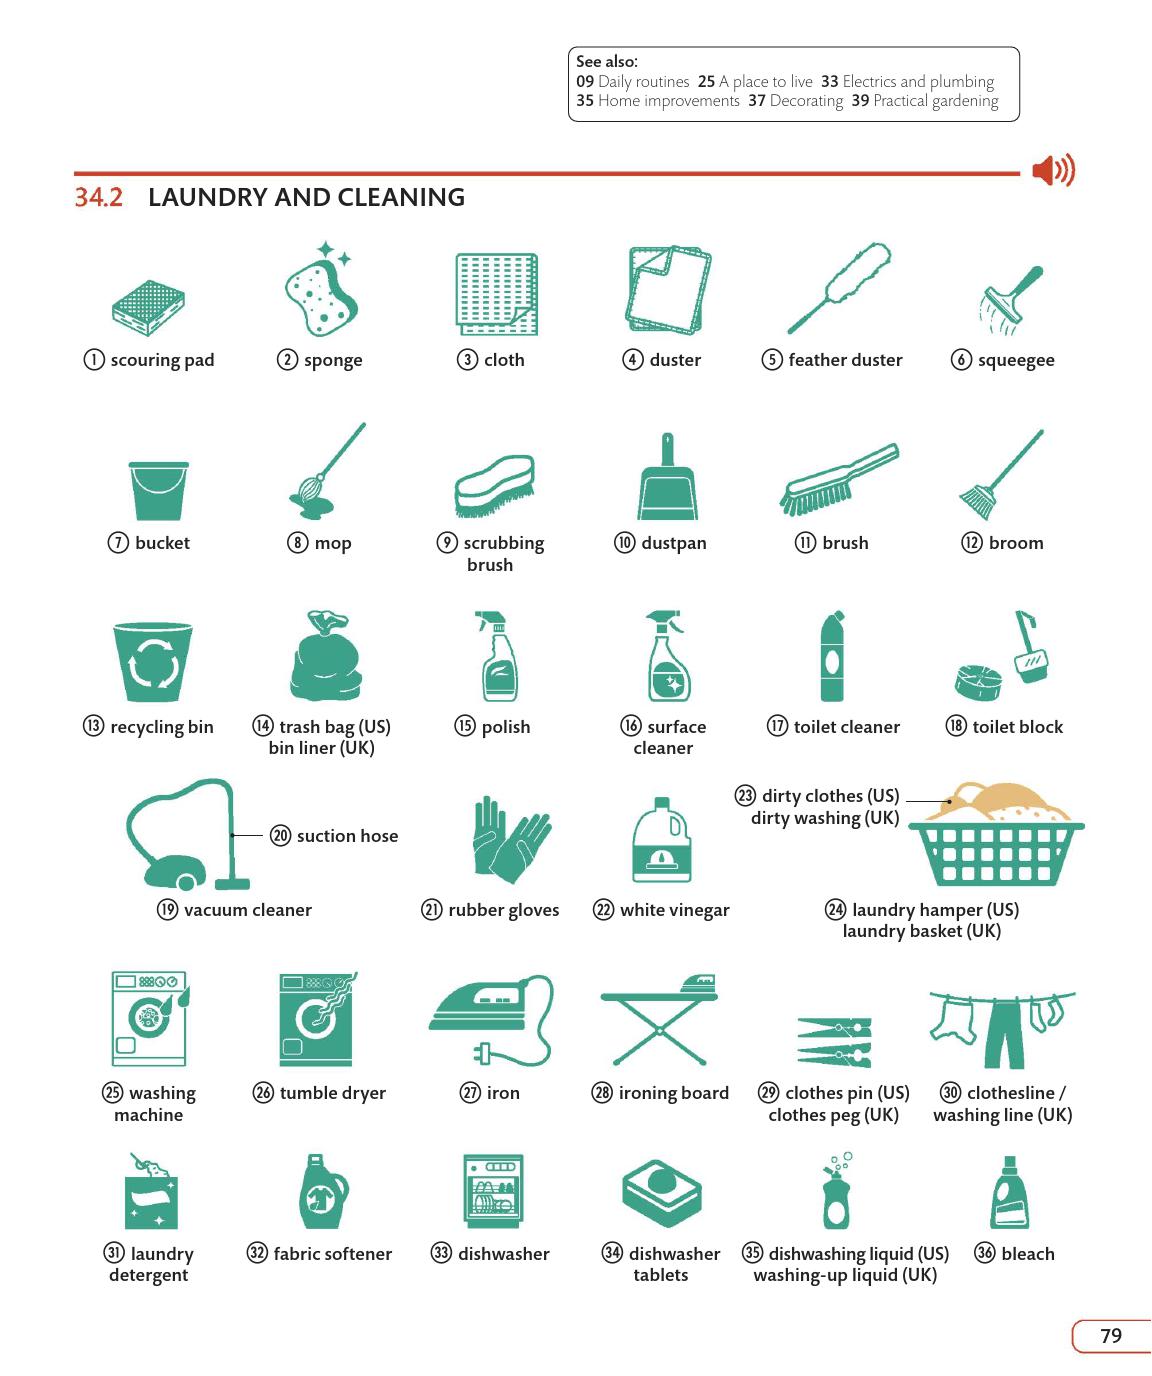 See also:
09 Daily routines 25 A place to live 33 Electrics and plumbing
35 Home improvements 37 Decorating 39 Practical gardening
34.2 LAUNDRY AND CLEANING
1 scouring pad
2 sponge
3 cloth
4 duster
5 feather duster
6 squeegee
7 bucket
8 mop
9 scrubbing
brush
10 dustpan
11 brush
12 broom
13 recycling bin
14 trash bag (US)
bin liner (UK)
15 polish
16 surface
cleaner
17 toilet cleaner
18 toilet block
20 suction hose
19 vacuum cleaner
21 rubber gloves
22 white vinegar
23 dirty clothes (US)
dirty washing (UK)
24 laundry hamper (US)
laundry basket (UK)
25 washing
machine
26 tumble dryer
27 iron
28 ironing board
29 clothes pin (US)
clothes peg (UK)
30 clothesline /
washing line (UK)
31 laundry
detergent
32 fabric softener
33 dishwasher
34 dishwasher
tablets
35 dishwashing liquid (US)
washing-up liquid (UK)
36 bleach
79